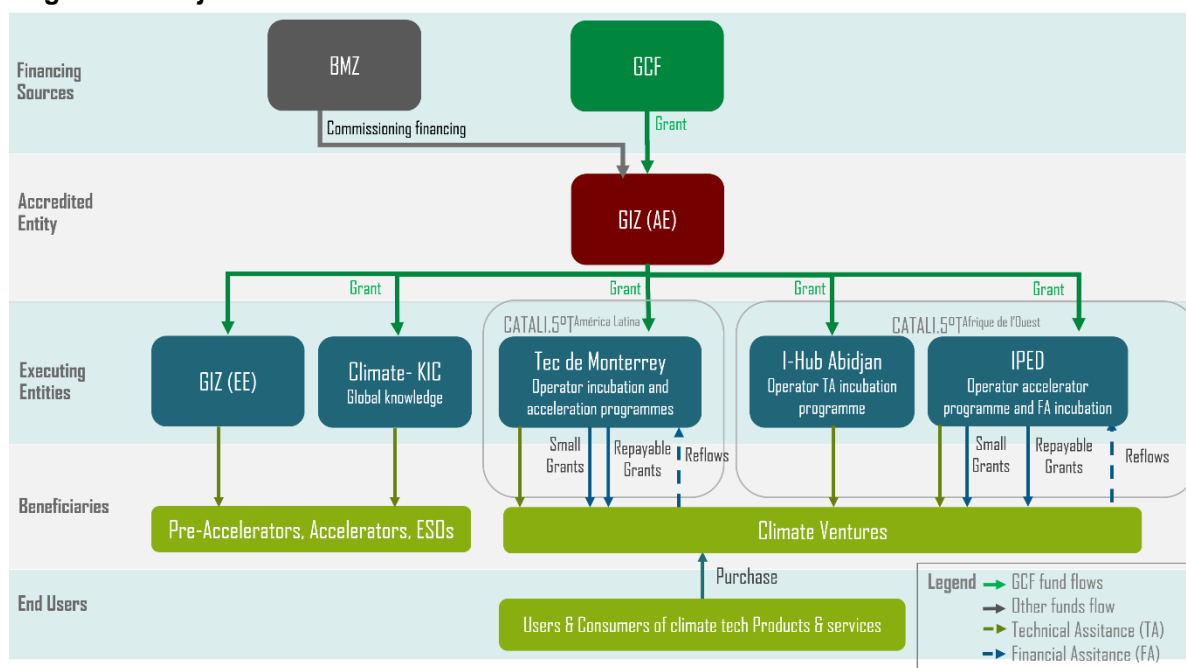 Financing
Sources
BMZ
GCF
Commissioning financing
Grant
Accredited
Entity
GIZ (AE)
Grant
Grant
Grant
Grant
CATALI.5ºT América Latina
CATALI.5ºT Afrique de l'Ouest
Executing
Entities
GIZ (EE)
Climate- KIC
Global knowledge
Tec de Monterrey
Operator incubation and
acceleration programmes
I-Hub Abidjan
Operator TA incubation
programme
IPED
Operator accelerator
programme and FA incubation
Small
Grants
Repayable
Grants
Reflows
Small
Grants
Repayable
Grants
Reflows
Beneficiaries
Pre-Accelerators, Accelerators, ESOs
Climate Ventures
Purchase
End Users
Users & Consumers of climate tech Products & services
Legend
GCF fund flows
Other funds flow
Technical Assitance (TA)
Financial Assitance (FA)